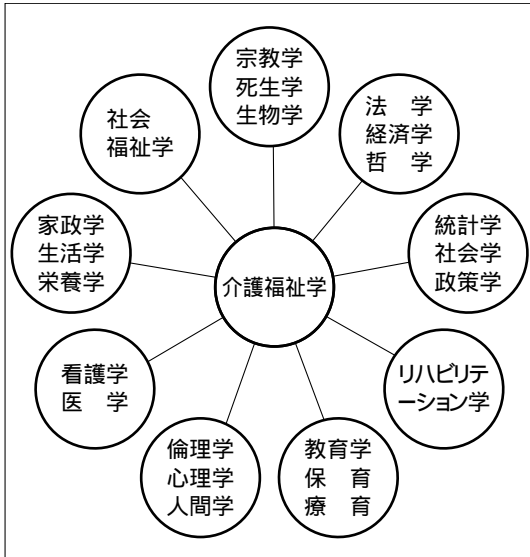 宗教学
死生学
生物学
法　学
経済学
哲　学
統計学
社会学
政策学
リハビリテ
ーション学
教育学
保　育
療　育
倫理学
心理学
人間学
看護学
医　学
家政学
生活学
栄養学
社会
福祉学
介護福祉学